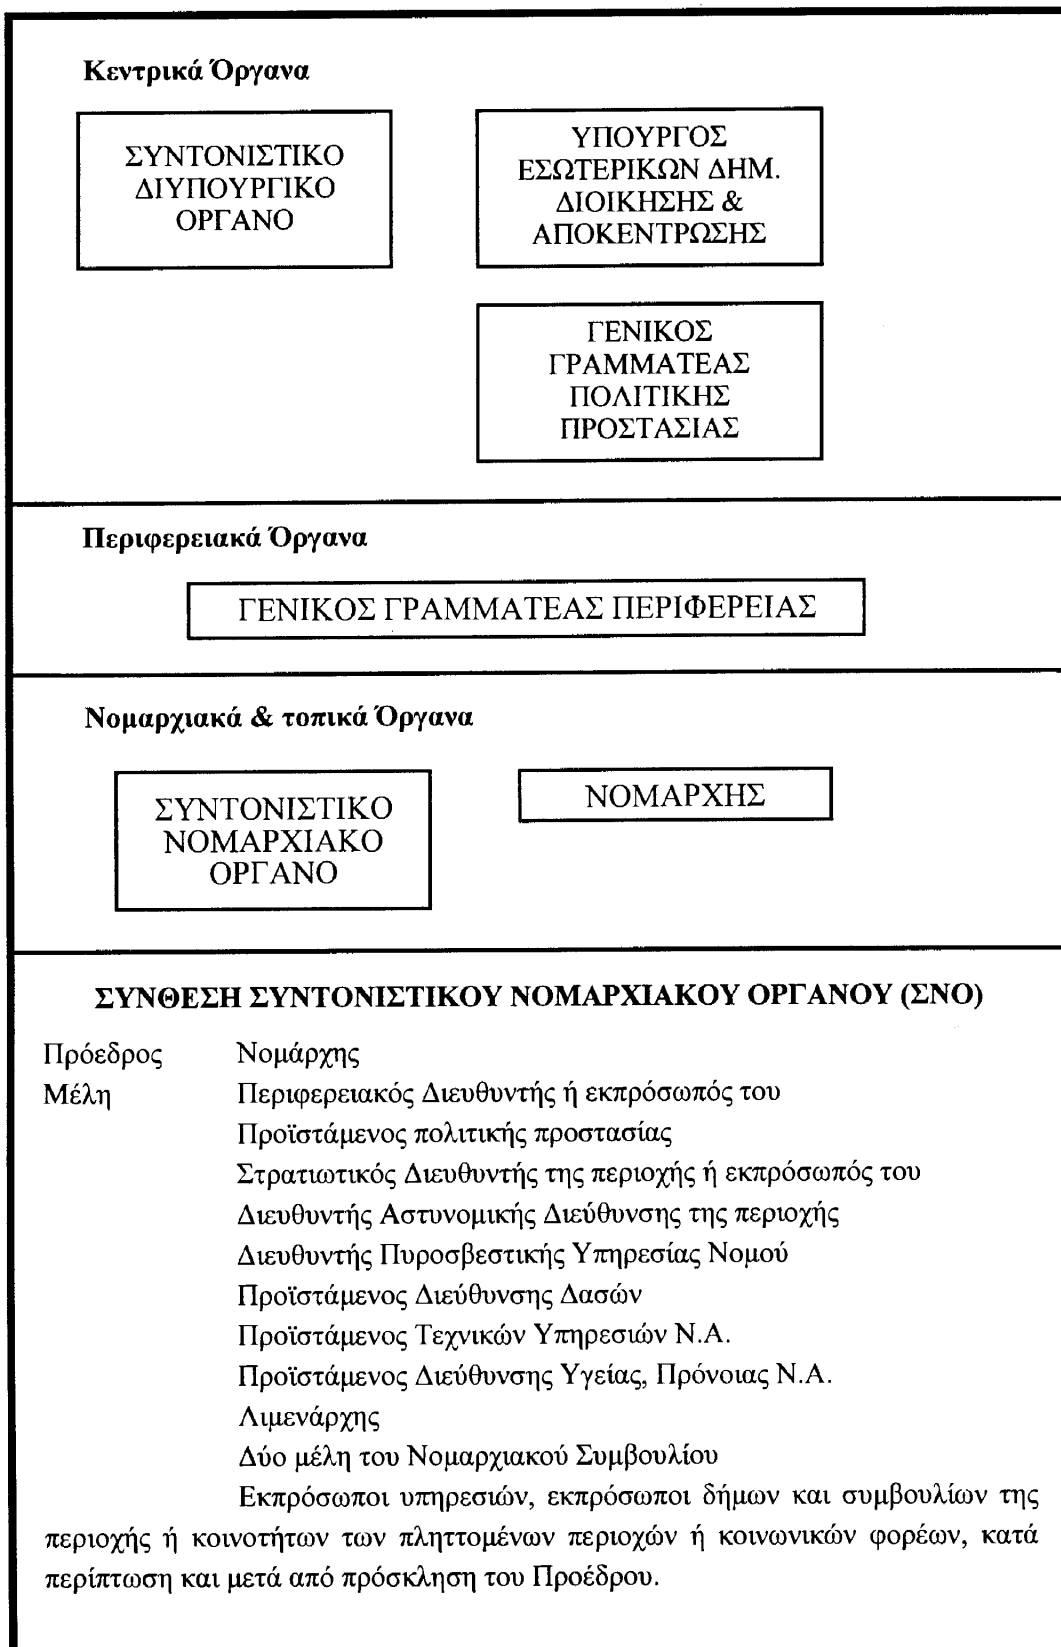 Κεντρικά Όργανα
ΣΥΝΤΟΝΙΣΤΙΚΟ
ΔΙΥΠΟΥΡΓΙΚΟ
ΟΡΓΑΝΟ
ΥΠΟΥΡΓΟΣ
ΕΣΩΤΕΡΙΚΩΝ ΔΗΜ.
ΔΙΟΙΚΗΣΗΣ &
ΑΠΟΚΕΝΤΡΩΣΗΣ
ΓΕΝΙΚΟΣ
ΓΡΑΜΜΑΤΕΑΣ
ΠΟΛΙΤΙΚΗΣ
ΠΡΟΣΤΑΣΙΑΣ
Περιφερειακά Όργανα
ΓΕΝΙΚΟΣ ΓΡΑΜΜΑΤΕΑΣ ΠΕΡΙΦΕΡΕΙΑΣ
Νομαρχιακά & τοπικά Όργανα
ΣΥΝΤΟΝΙΣΤΙΚΟ
ΝΟΜΑΡΧΙΑΚΟ
ΟΡΓΑΝΟ
ΝΟΜΑΡΧΗΣ
ΣΥΝΘΕΣΗ ΣΥΝΤΟΝΙΣΤΙΚΟΥ ΝΟΜΑΡΧΙΑΚΟΥ ΟΡΓΑΝΟΥ (ΣΝΟ)
Πρόεδρος Νομάρχης
Μέλη Περιφερειακός Διευθυντής ή εκπρόσωπός του
Προϊστάμενος πολιτικής προστασίας
Στρατιωτικός Διευθυντής της περιοχής ή εκπρόσωπός του
Διευθυντής Αστυνομικής Διεύθυνσης της περιοχής
Διευθυντής Πυροσβεστικής Υπηρεσίας Νομού
Προϊστάμενος Διεύθυνσης Δασών
Προϊστάμενος Τεχνικών Υπηρεσιών Ν.Α.
Προϊστάμενος Διεύθυνσης Υγείας, Πρόνοιας Ν.Α.
Λιμενάρχης
Δύο μέλη του Νομαρχιακού Συμβουλίου
Εκπρόσωποι υπηρεσιών, εκπρόσωποι δήμων και συμβουλίων της
περιοχής ή κοινοτήτων των πληττομένων περιοχών ή κοινωνικών φορέων, κατά
περίπτωση και μετά από πρόσκληση του Προέδρου.